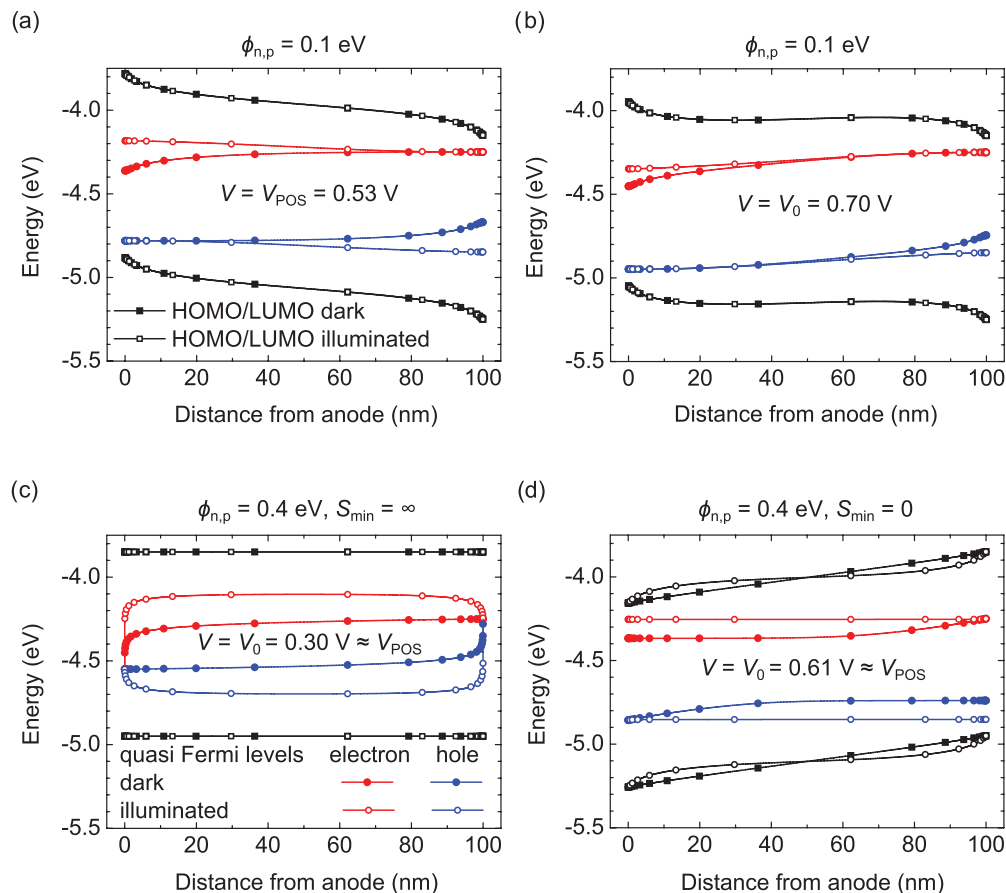 (a)
ϕn,p = 0.1 eV
-4.0
-4.5
-5.0
-5.5
Energy (eV)
V = VPOS = 0.53 V
HOMO/LUMO dark
HOMO/LUMO illuminated
0 20 40 60 80 100
Distance from anode (nm)
(b)
ϕn,p = 0.1 eV
-4.0
-4.5
-5.0
-5.5
Energy (eV)
V = V0 = 0.70 V
0 20 40 60 80 100
Distance from anode (nm)
(c)
ϕn,p = 0.4 eV, Smin = ∞
-4.0
-4.5
-5.0
-5.5
Energy (eV)
V = V0 = 0.30 V ≈ VPOS
quasi Fermi levels electron hole
dark
illuminated
0 20 40 60 80 100
Distance from anode (nm)
(d)
ϕn,p = 0.4 eV, Smin = 0
-4.0
-4.5
-5.0
-5.5
Energy (eV)
V = V0 = 0.61 V ≈ VPOS
0 20 40 60 80 100
Distance from anode (nm)